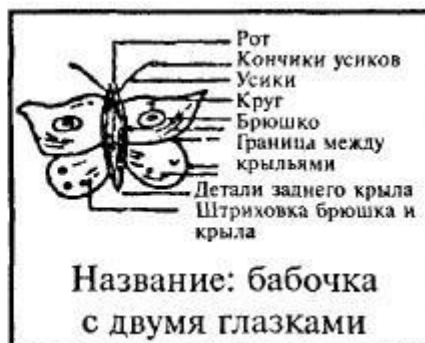 Рот
Кончики усиков
Усики
Круг
Брюшко
Граница между
крыльями
Детали заднего крыла
Штриховка брюшка и
крыла
Название: бабочка
с двумя глазками